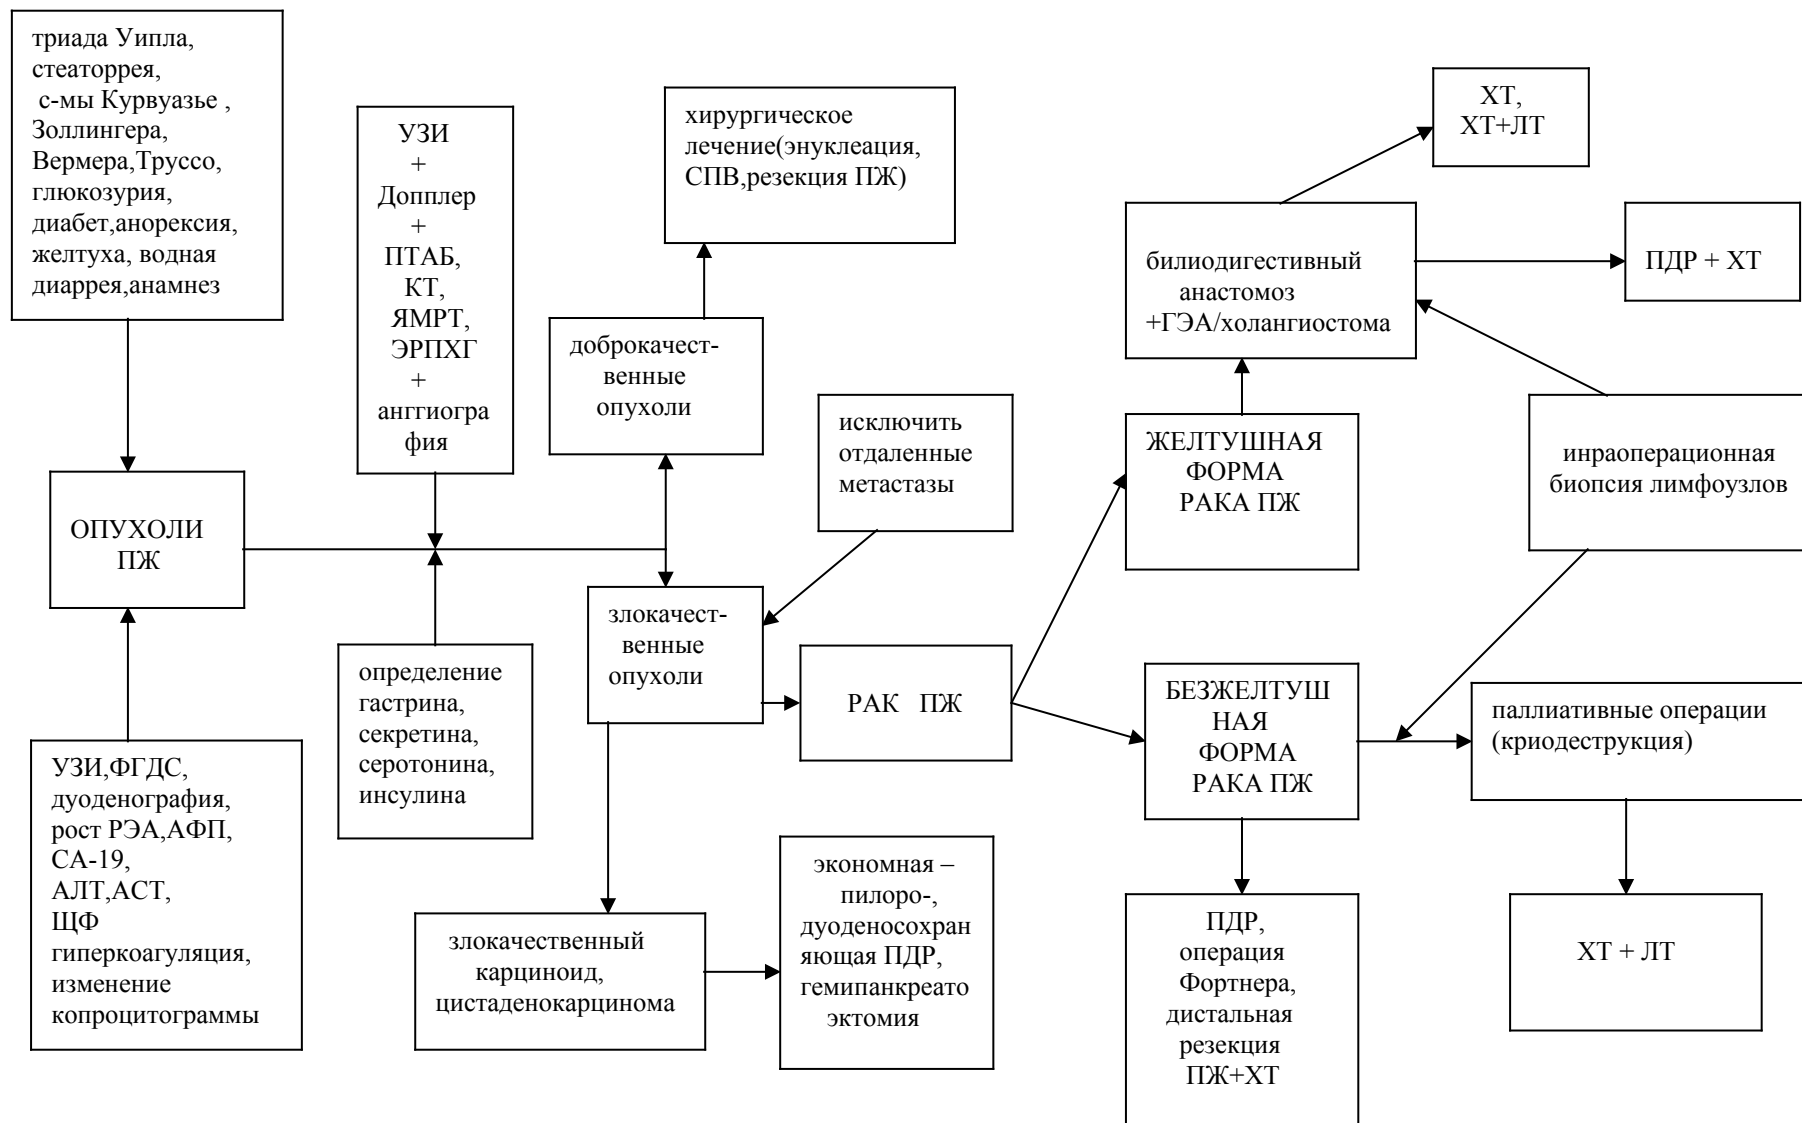 триада Уипла,
стеаторрея,
с-мы Курвуазье ,
Золлингера,
Вермера,Труссо,
глюкозурия,
диабет,анорексия,
желтуха, водная
диаррея,анамнез
УЗИ
+
Допплер
+
ПТАБ,
КТ,
ЯМРТ,
ЭРПХГ
+
анггиогра
фия
хирургическое
лечение(энуклеация,
СПВ,резекция ПЖ)
ХТ,
ХТ+ЛТ
билиодигестивный
анастомоз
+ГЭА/холангиостома
ПДР + ХТ
доброкачест-
венные
опухоли
исключить
отдаленные
метастазы
ЖЕЛТУШНАЯ
ФОРМА
РАКА ПЖ
инраоперационная
биопсия лимфоузлов
ОПУХОЛИ
ПЖ
злокачест-
венные
опухоли
РАК ПЖ
определение
гастрина,
секретина,
серотонина,
инсулина
БЕЗЖЕЛТУШ
НАЯ
ФОРМА
РАКА ПЖ
паллиативные операции
(криодеструкция)
УЗИ,ФГДС,
дуоденография,
рост РЭА,АФП,
СА-19,
АЛТ,АСТ,
ЩФ
гиперкоагуляция,
изменение
копроцитограммы
злокачественный
карциноид,
цистаденокарцинома
экономная –
пилоро-,
дуоденосохран
яющая ПДР,
гемипанкреато
эктомия
ПДР,
операция
Фортнера,
дистальная
резекция
ПЖ+ХТ
ХТ + ЛТ